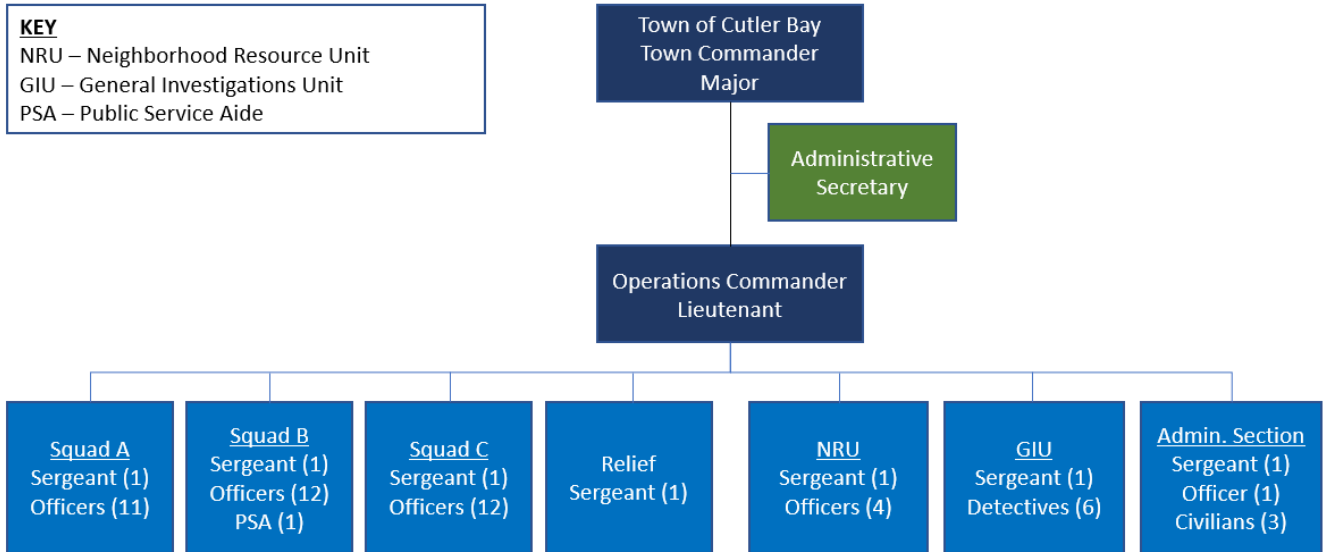 KEY
NRU – Neighborhood Resource Unit
GIU – General Investigations Unit
PSA – Public Service Aide
Town of Cutler Bay
Town Commander
Major
Administrative
Secretary
Operations Commander
Lieutenant
Squad A
Sergeant (1)
Officers (11)
Squad B
Sergeant (1)
Officers (12)
PSA (1)
Squad C
Sergeant (1)
Officers (12)
Relief
Sergeant (1)
NRU
Sergeant (1)
Officers (4)
GIU
Sergeant (1)
Detectives (6)
Admin. Section
Sergeant (1)
Officer (1)
Civilians (3)